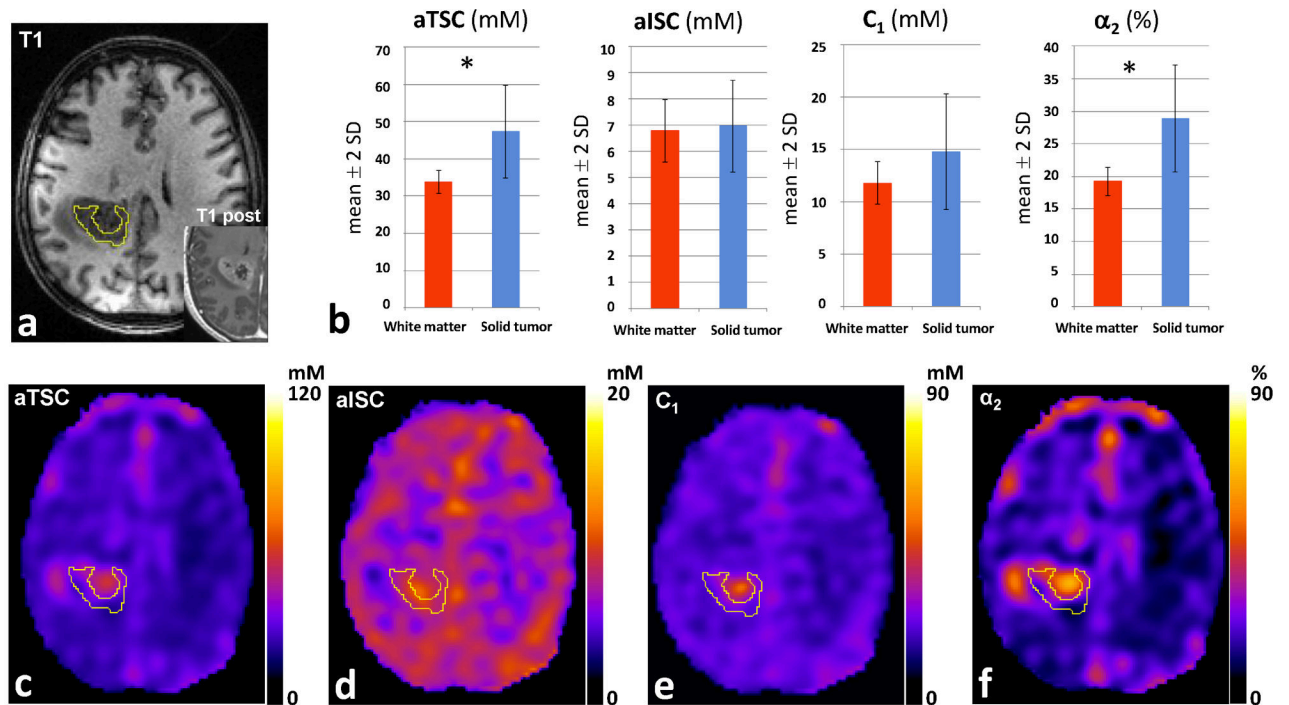 T1
T1 post
a
b
aTSC (mM)
mean ± 2 SD
70
60
50
40
30
20
10
0
*
White matter
Solid tumor
aISC (mM)
mean ± 2 SD
10
9
8
7
6
5
4
3
2
1
0
White matter
Solid tumor
C₁ (mM)
mean ± 2 SD
25
20
15
10
5
0
White matter
Solid tumor
α₂ (%)
mean ± 2 SD
40
35
30
25
20
15
10
5
0
*
White matter
Solid tumor
aTSC
mM
120
0
c
aISC
mM
20
0
d
C₁
mM
90
0
e
α₂
%
90
0
f